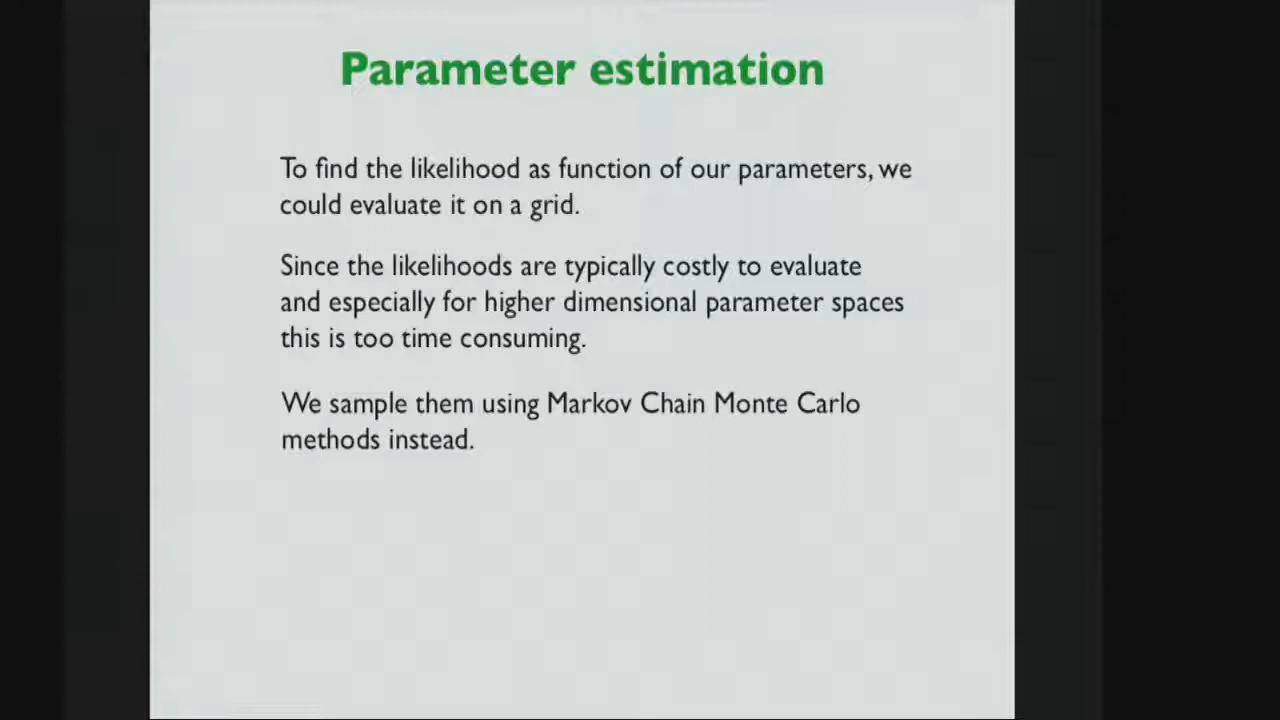 Parameter estimation
To find the likelihood as function of our parameters, we
could evaluate it on a grid.
Since the likelihoods are typically costly to evaluate
and especially for higher dimensional parameter spaces
this is too time consuming.
We sample them using Markov Chain Monte Carlo
methods instead.